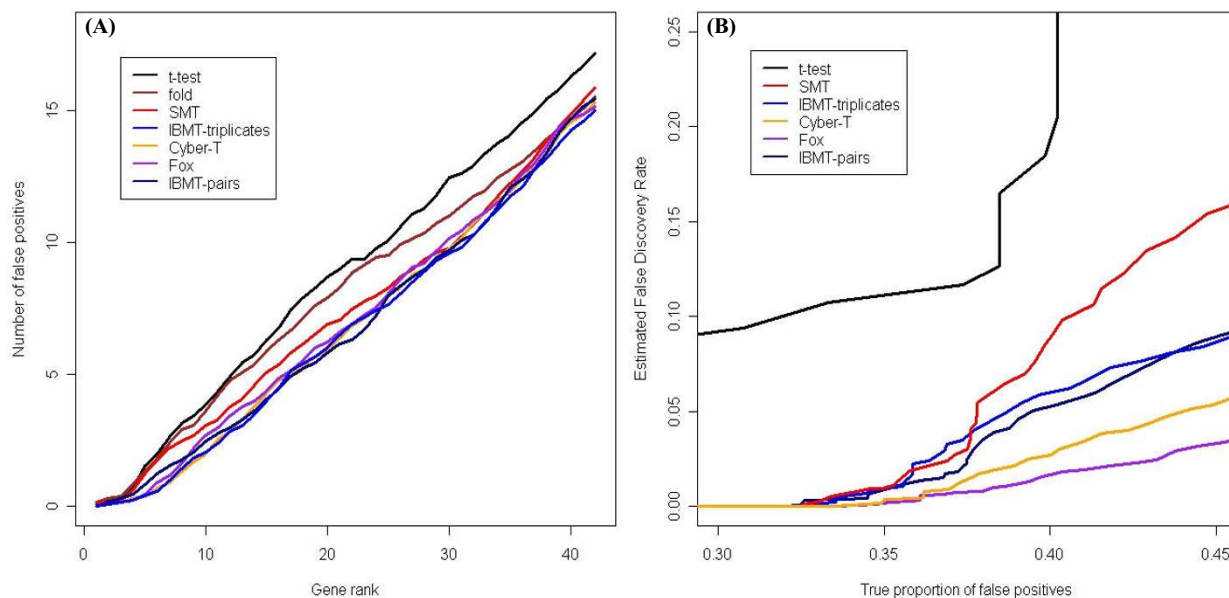 (A)
t-test
fold
SMT
IBMT-triplicates
Cyber-T
Fox
IBMT-pairs
Number of false positives
0
5
10
15
0
10
20
30
40
Gene rank
(B)
t-test
SMT
IBMT-triplicates
Cyber-T
Fox
IBMT-pairs
Estimated False Discovery Rate
0.00
0.05
0.10
0.15
0.20
0.25
0.30
0.35
0.40
0.45
True proportion of false positives